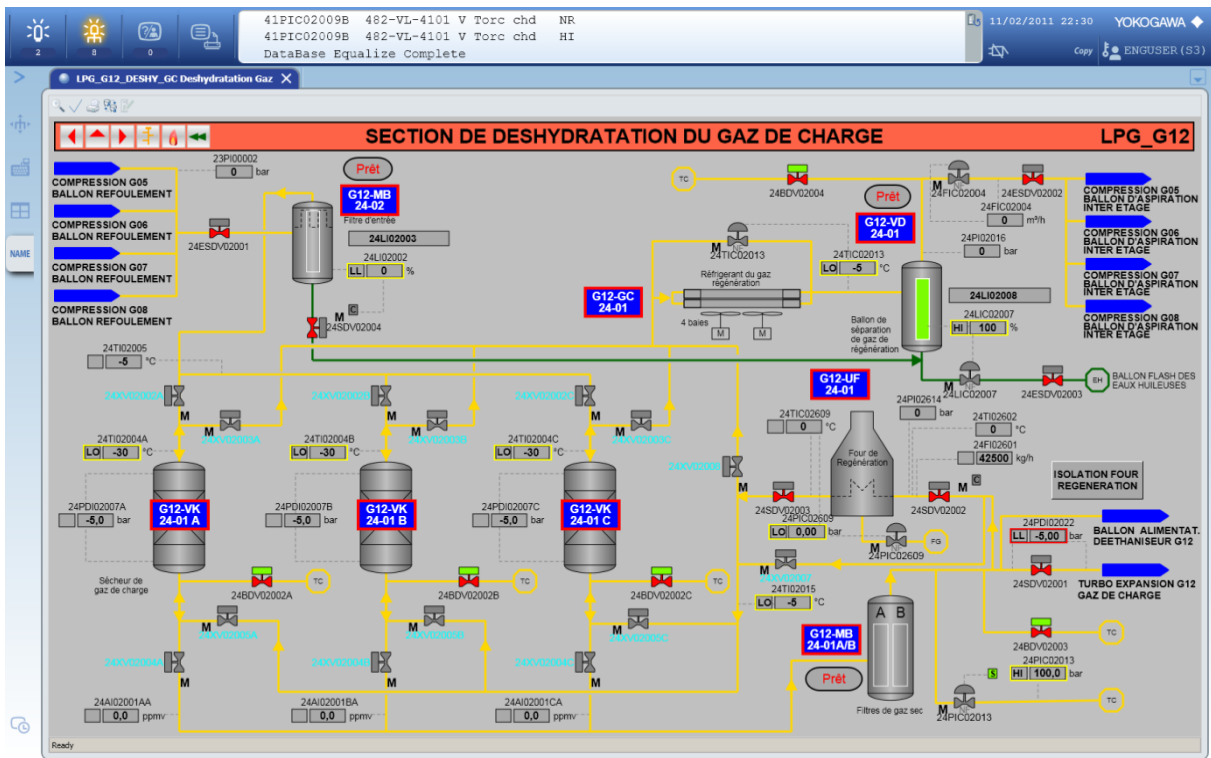 41PIC02009B 482-VL-4101 V Torc chd NR
41PIC02009B 482-VL-4101 V Torc chd HI
DataBase Equalize Complete
11/02/2011 22:30 YOKOGAWA
Copy ENGUSER(S3)
2 8 0
LPG_G12_DESHY_GC Deshydratation Gaz
NAME
SECTION DE DESHYDRATATION DU GAZ DE CHARGE
LPG_G12
COMPRESSION G05
BALLON REFOULEMENT
COMPRESSION G06
BALLON REFOULEMENT
COMPRESSION G07
BALLON REFOULEMENT
COMPRESSION G08
BALLON REFOULEMENT
23PI00002
0 bar
24ESDV02001
Prêt
G12-MB
24-02
Filtre d'entrée
24LI02003
24LI02002
LL 0 %
C
M
24SDV02004
TC
24BDV02004
Prêt
G12-VD
24-01
M
24TIC02013
24TIC02013
LO -5 °C
Réfrigerant du gaz
régénération
G12-GC
24-01
4 baies
M M
Ballon de
séparation
de gaz de
régénération
M
24FIC02004
24ESDV02002
24FIC02004
0 m³/h
24PI02016
0 bar
24LI02008
24LIC02007
HI 100 %
M
24LIC02007
24ESDV02003
EH
BALLON FLASH DES
EAUX HUILEUSES
COMPRESSION G05
BALLON D'ASPIRATION
INTER ETAGE
COMPRESSION G06
BALLON D'ASPIRATION
INTER ETAGE
COMPRESSION G07
BALLON D'ASPIRATION
INTER ETAGE
COMPRESSION G08
BALLON D'ASPIRATION
INTER ETAGE
24TI02005
-5 °C
24XV02002A
M
M
24XV02003A
24TI02004A
LO -30 °C
24PDI02007A
-5,0 bar
G12-VK
24-01 A
Sécheur de
gaz de charge
24BDV02002A
TC
M
24XV02004A
M
24AI02001AA
0,0 ppmv
M
M
24TI02004B
LO -30 °C
24PDI02007B
-5,0 bar
G12-VK
24-01 B
24BDV02002B
TC
M
24XV02004B
M
24AI02001BA
0,0 ppmv
24XV02002C
M
M
24XV02003C
24TI02004C
LO -30 °C
24PDI02007C
-5,0 bar
G12-VK
24-01 C
24BDV02002C
TC
M
24XV02005C
24XV02004C
M
24AI02001CA
0,0 ppmv
M
G12-UF
24-01
24TIC02609
0 °C
Four de
Regénération
24PI02614
0 bar
24TI02602
0 °C
24FI02601
42500 kg/h
M
C
24SDV02003
24SDV02002
24PIC02609
LO 0,00 bar
M
24PIC02609
FG
M
24XV02007
24TI02015
LO -5 °C
ISOLATION FOUR
REGENERATION
24PDI02022
LL -5,00 bar
24SDV02001
BALLON ALIMENTAT.
DEETHANISEUR G12
TURBO EXPANSION G12
GAZ DE CHARGE
A B
G12-MB
24-01A/B
Prêt
Filtres de gaz sec
24BDV02003
TC
24PIC02013
S
HI 100,0 bar
M
24PIC02013
TC
Ready